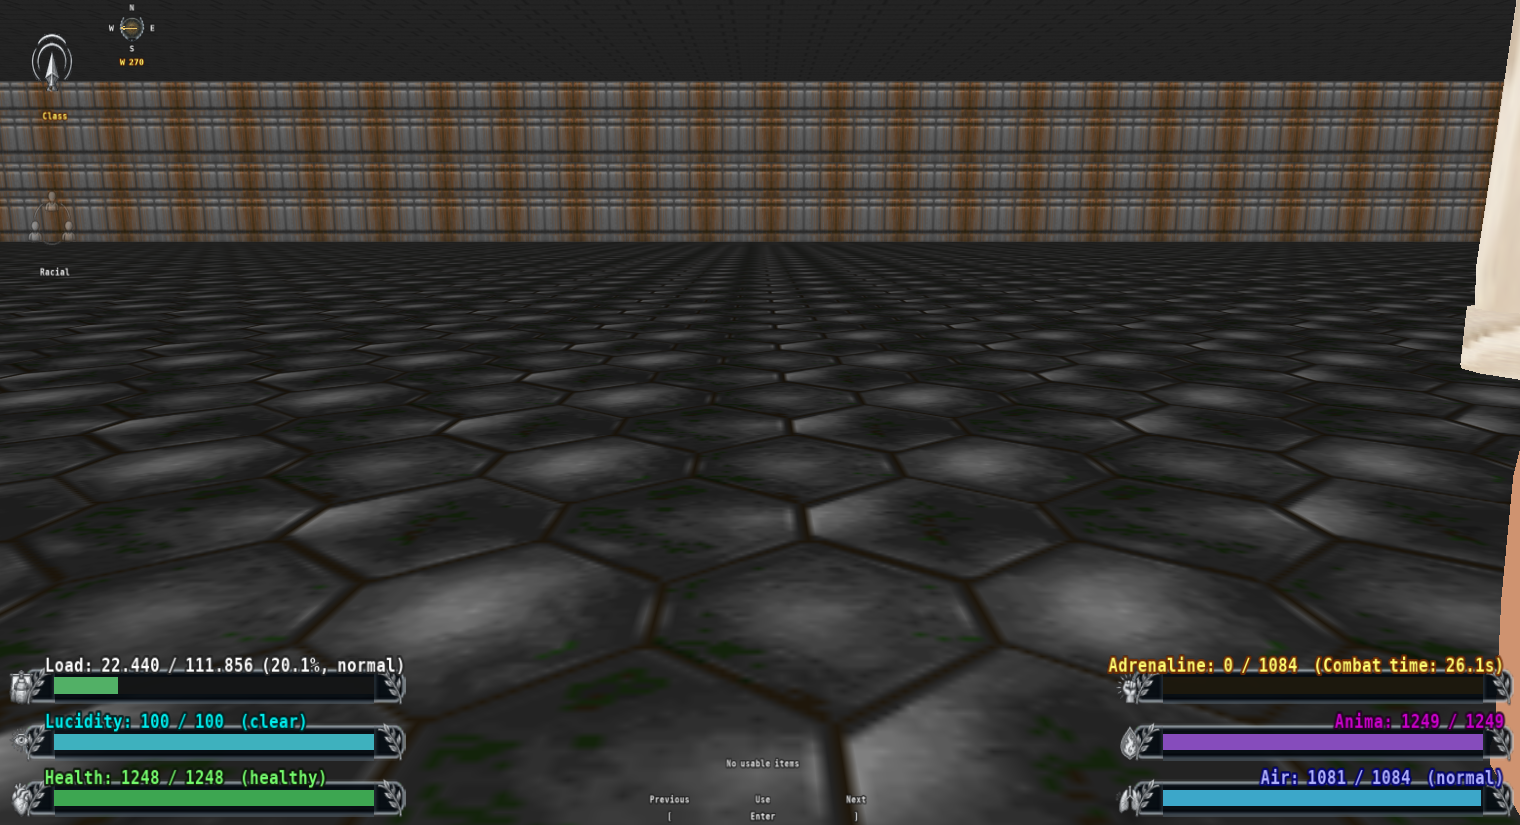 N
W E
S
W 270
Class
Racial
Load: 22.440 / 111.856 (20.1%, normal)
Lucidity: 100 / 100 (clear)
Health: 1248 / 1248 (healthy)
Adrenaline: 0 / 1084 (Combat time: 26.1s)
Anima: 1249 / 1249
Air: 1081 / 1084 (normal)
No usable items
Previous Use Next
[ Enter ]